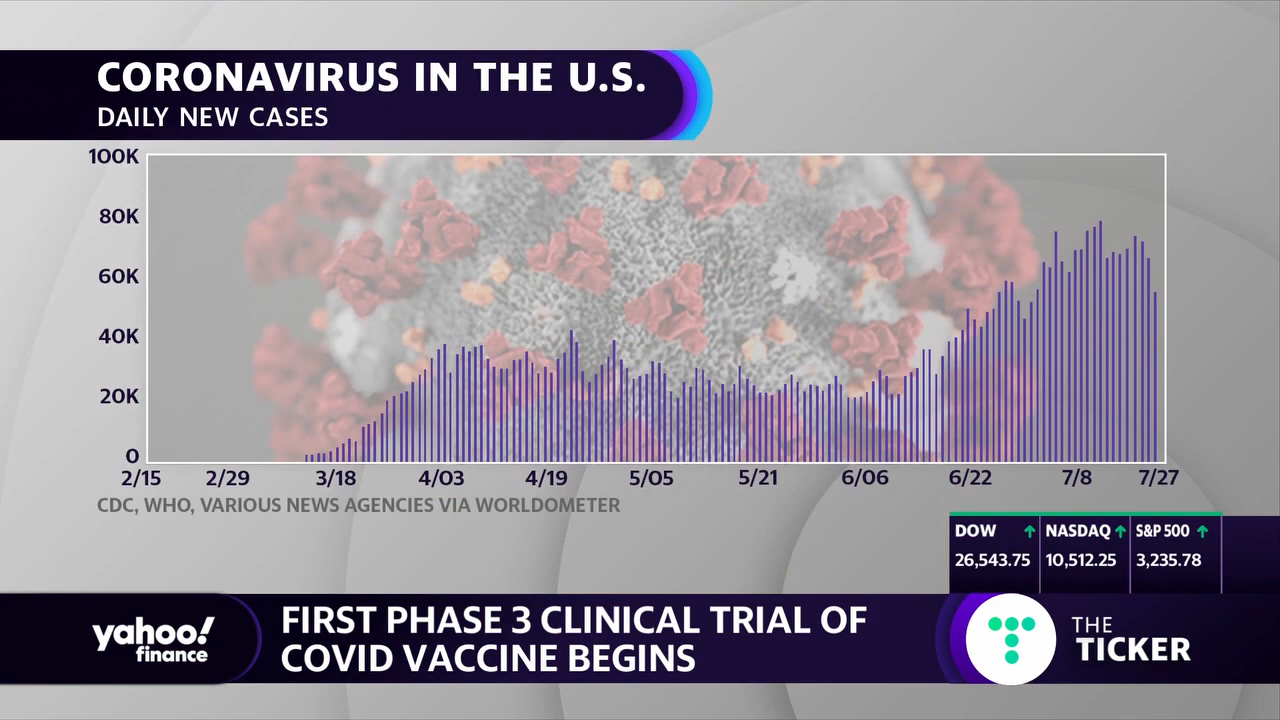 CORONAVIRUS IN THE U.S.
DAILY NEW CASES
100K
80K
60K
40K
20K
0
2/15 2/29 3/18 4/03 4/19 5/05 5/21 6/06 6/22 7/8 7/27
CDC, WHO, VARIOUS NEWS AGENCIES VIA WORLDOMETER
DOW NASDAQ S&P 500
26,543.75 10,512.25 3,235.78
yahoo!
finance
FIRST PHASE 3 CLINICAL TRIAL OF
COVID VACCINE BEGINS
THE
TICKER